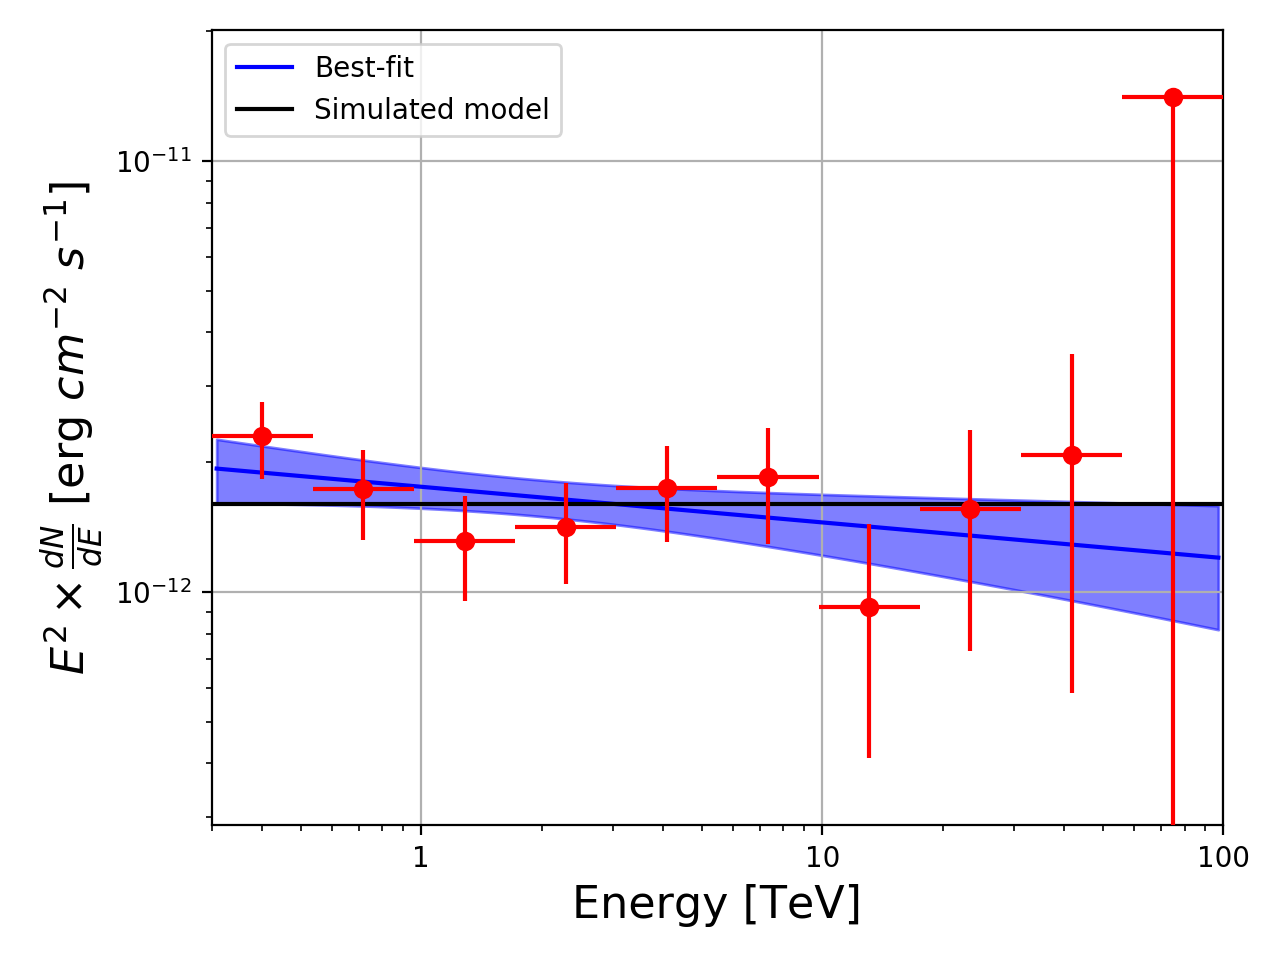 Best-fit
Simulated model
10⁻¹¹
10⁻¹²
E² × dN/dE [erg cm⁻² s⁻¹]
1
10
100
Energy [TeV]